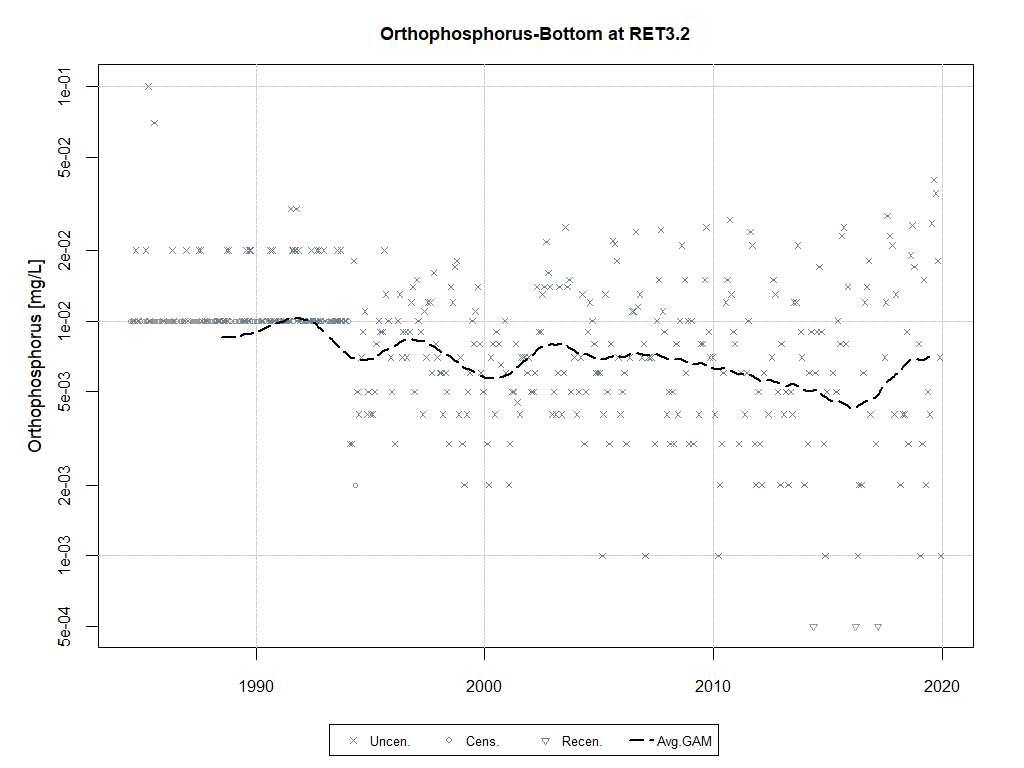 Orthophosphorus-Bottom at RET3.2
Orthophosphorus [mg/L]
1e-01
5e-02
2e-02
1e-02
5e-03
2e-03
1e-03
5e-04
1990 2000 2010 2020
Uncen. Cens. Recen. Avg.GAM